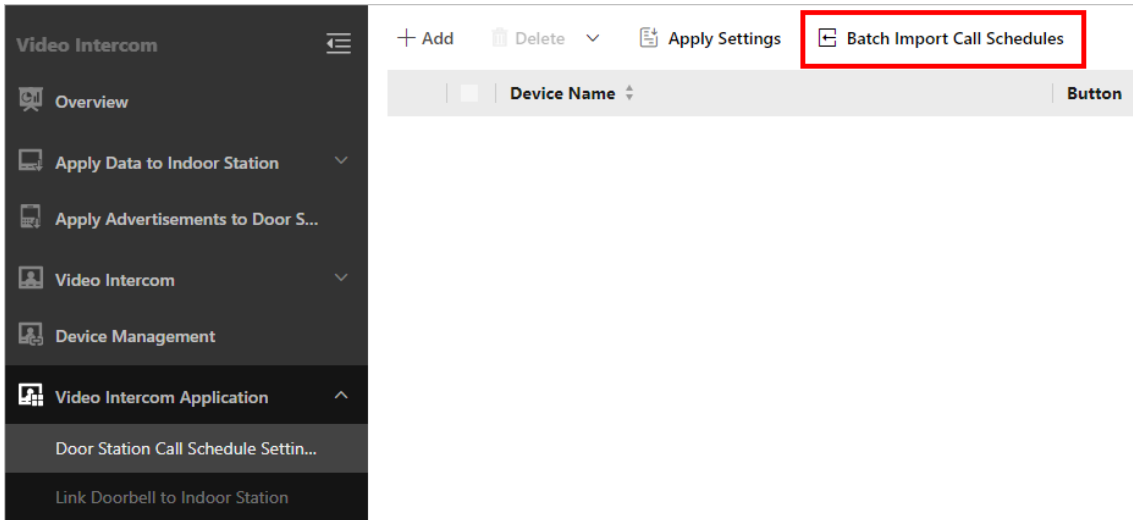 Video Intercom
Overview
Apply Data to Indoor Station
Apply Advertisements to Door S...
Video Intercom
Device Management
Video Intercom Application
Door Station Call Schedule Settin...
Link Doorbell to Indoor Station
Add Delete Apply Settings Batch Import Call Schedules
Device Name Button